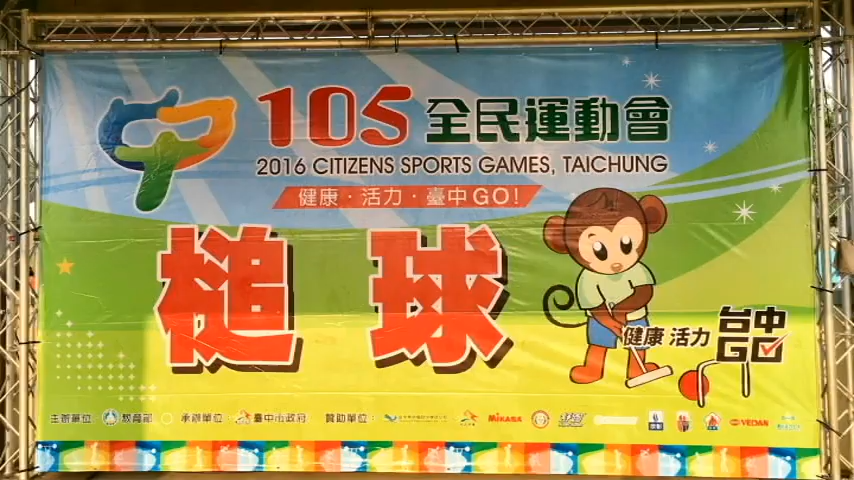 105 全民運動會
2016 CITIZENS SPORTS GAMES, TAICHUNG
健康·活力·臺中GO!
槌球
健康 活力 台中GO
主辦單位: 教育部 承辦單位: 臺中市政府 贊助單位: MIKASA VEDAN